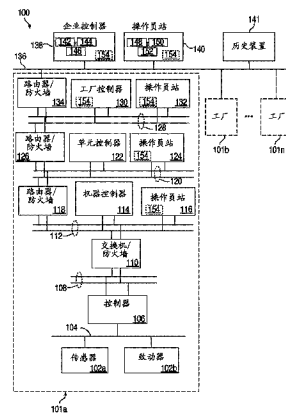 100
企业控制器
138
142
144
146
154
操作员站
148
150
152
154
140
141
历史装置
136
路由器/
防火墙
134
工厂控制器
154
130
操作员站
154
132
128
工厂
101b
...
工厂
101n
路由器/
防火墙
126
单元控制器
122
操作员站
154
124
120
路由器/
防火墙
118
机器控制器
114
操作员站
154
116
112
交换机/
防火墙
110
108
控制器
106
104
传感器
102a
致动器
102b
101a